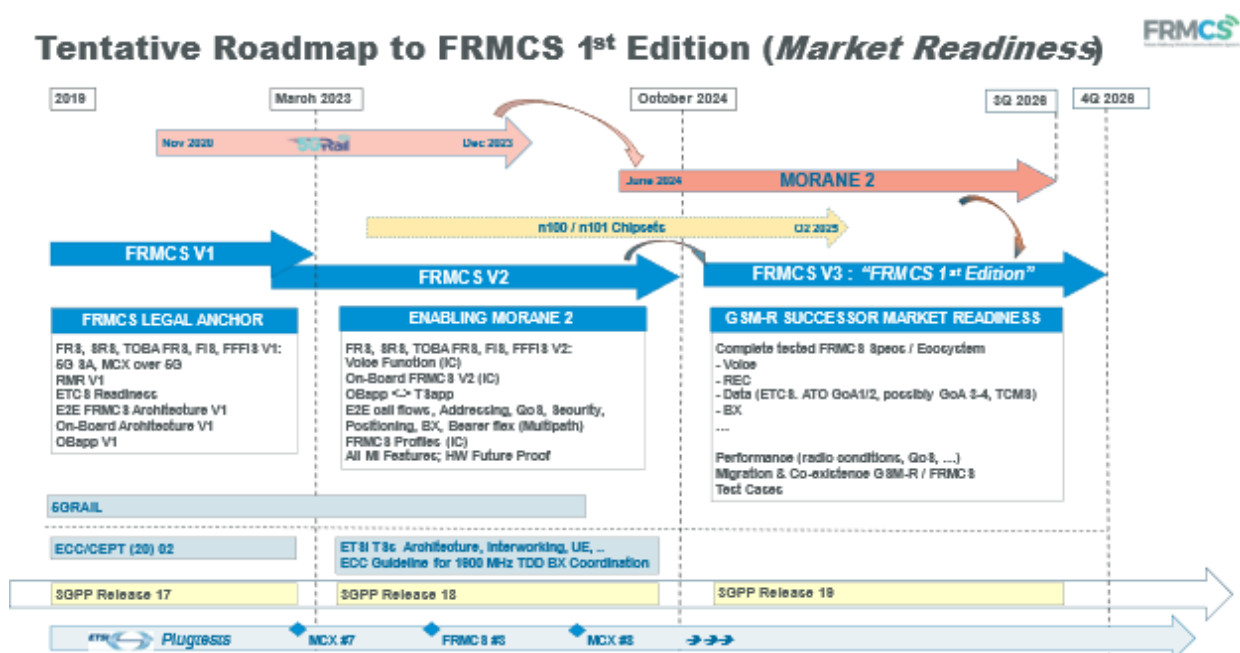 Tentative Roadmap to FRMCS 1st Edition (Market Readiness)
FRMCS
2019
March 2023
October 2024
3Q 2026
4Q 2026
Nov 2020
5GRail
Dec 2023
June 2024
MORANE 2
n100 / n101 Chipsets
Q2 2025
FRMCS V1
FRMCS V2
FRMCS V3 : "FRMCS 1st Edition"
FRMCS LEGAL ANCHOR
FRS, SRS, TOBA FRS, FIS, FFFIS V1:
5G SA, MCX over 5G
RMR V1
ETCS Readiness
E2E FRMCS Architecture V1
On-Board Architecture V1
OBapp V1
ENABLING MORANE 2
FRS, SRS, TOBA FRS, FIS, FFFIS V2:
Voice Function (IC)
On-Board FRMCS V2 (IC)
OBapp <-> TSapp
E2E call flows, Addressing, QoS, Security,
Positioning, BX, Bearer flex (Multipath)
FRMCS Profiles (IC)
All MI Features; HW Future Proof
GSM-R SUCCESSOR MARKET READINESS
Complete tested FRMCS Specs / Ecosystem
- Voice
- REC
- Data (ETCS. ATO GoA1/2, possibly GoA 3-4, TCMS)
- BX
...
Performance (radio conditions, QoS, ...)
Migration & Co-existence GSM-R / FRMCS
Test Cases
5GRAIL
ECC/CEPT (20) 02
ETSI TSs Architecture, Interworking, UE, ..
ECC Guideline for 1900 MHz TDD BX Coordination
3GPP Release 17
3GPP Release 18
3GPP Release 19
ETSI
Plugtests
MCX #7
FRMCS #3
MCX #8